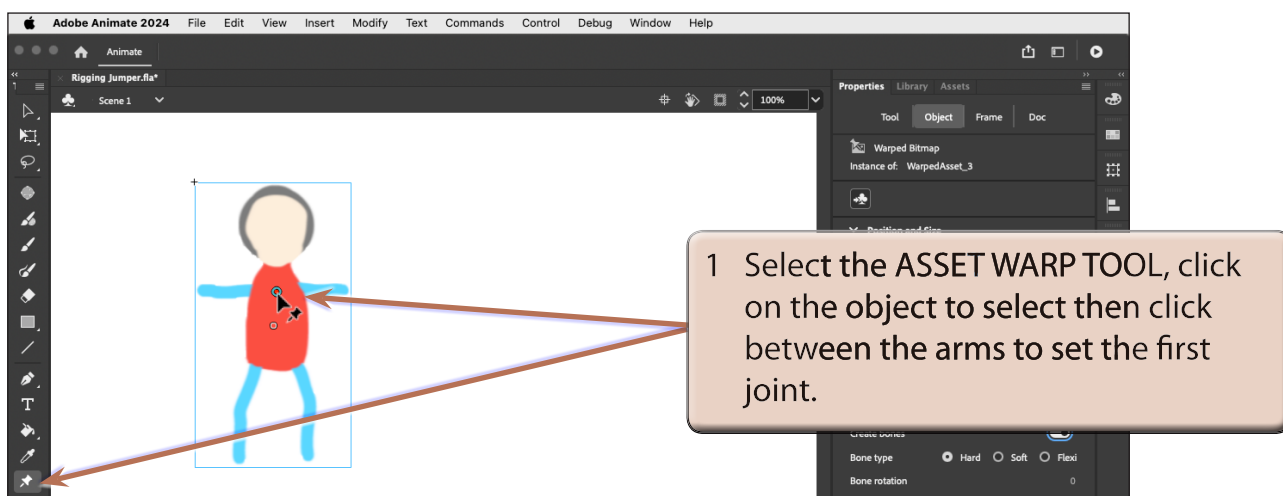 Adobe Animate 2024 File Edit View Insert Modify Text Commands Control Debug Window Help
Animate
Rigging Jumper.fla*
Scene 1
100%
Properties Library Assets
Tool Object Frame Doc
Warped Bitmap
Instance of: WarpedAsset_3
Position and Size
1 Select the ASSET WARP TOOL, click
on the object to select then click
between the arms to set the first
joint.
Create bones
Bone type Hard Soft Flexi
Bone rotation 0